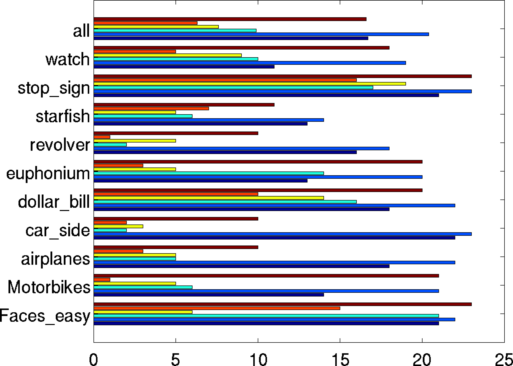 all
watch
stop_sign
starfish
revolver
euphonium
dollar_bill
car_side
airplanes
Motorbikes
Faces_easy
0 5 10 15 20 25